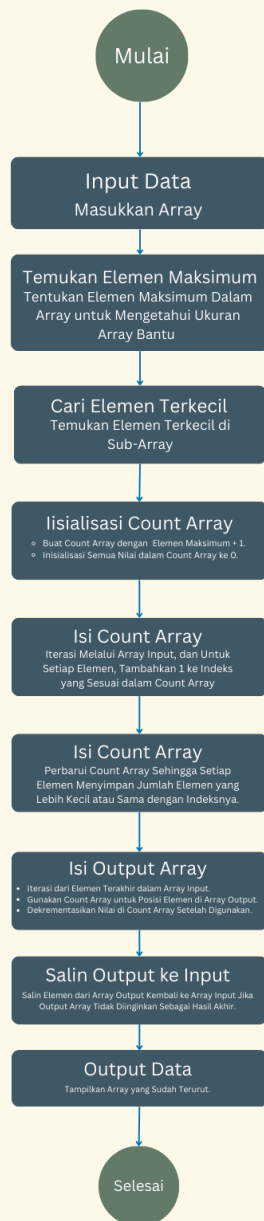 Mulai
Input Data
Masukkan Array
Temukan Elemen Maksimum
Tentukan Elemen Maksimum Dalam
Array untuk Mengetahui Ukuran
Array Bantu
Cari Elemen Terkecil
Temukan Elemen Terkecil di
Sub-Array
Iisialisasi Count Array
Buat Count Array dengan Elemen Maksimum + 1.
Inisialisasi Semua Nilai dalam Count Array ke 0.
Isi Count Array
Iterasi Melalui Array Input, dan Untuk
Setiap Elemen, Tambahkan 1 ke Indeks
yang Sesuai dalam Count Array
Isi Count Array
Perbarui Count Array Sehingga Setiap
Elemen Menyimpan Jumlah Elemen yang
Lebih Kecil atau Sama dengan Indeksnya.
Isi Output Array
Iterasi dari Elemen Terakhir dalam Array Input.
Gunakan Count Array untuk Posisi Elemen di Array Output.
Dekrementasikan Nilai di Count Array Setelah Digunakan.
Salin Output ke Input
Salin Elemen dari Array Output Kembali ke Array Input Jika
Output Array Tidak Diinginkan Sebagai Hasil Akhir.
Output Data
Tampilkan Array yang Sudah Terurut.
Selesai